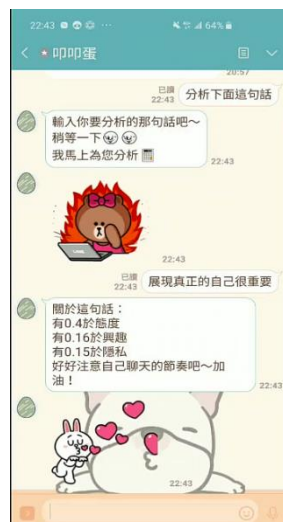 22:43
64%
叩叩蛋
20:57
已讀
22:43
分析下面這句話
輸入你要分析的那句話吧～
稍等一下
我馬上為您分析
22:43
22:43
已讀
22:43
展現真正的自己很重要
關於這句話：
有0.4於態度
有0.16於興趣
有0.15於隱私
好好注意自己聊天的節奏吧～加
油！
22:43
22:43